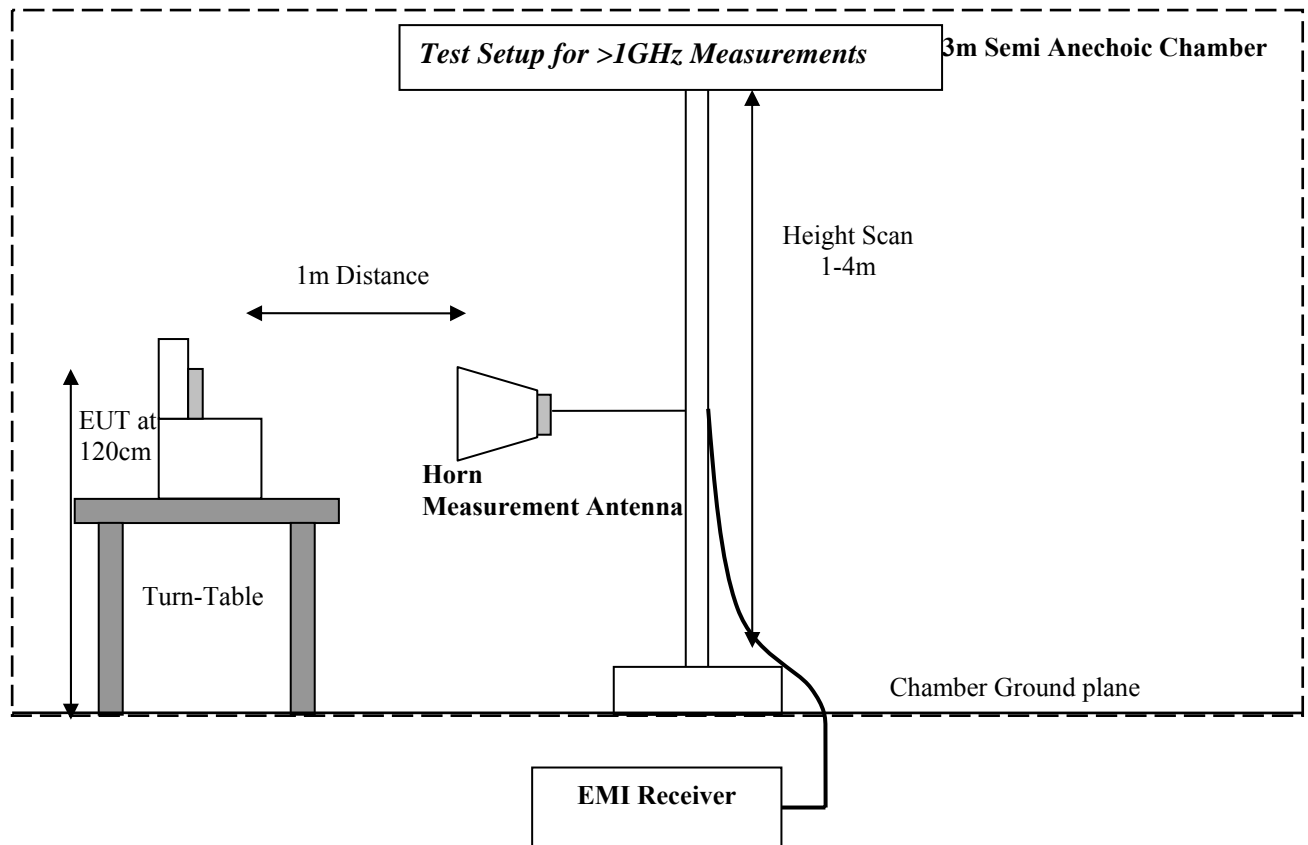 Test Setup for >1GHz Measurements
3m Semi Anechoic Chamber
Height Scan
1-4m
1m Distance
EUT at
120cm
Horn
Measurement Antenna
Turn-Table
Chamber Ground plane
EMI Receiver